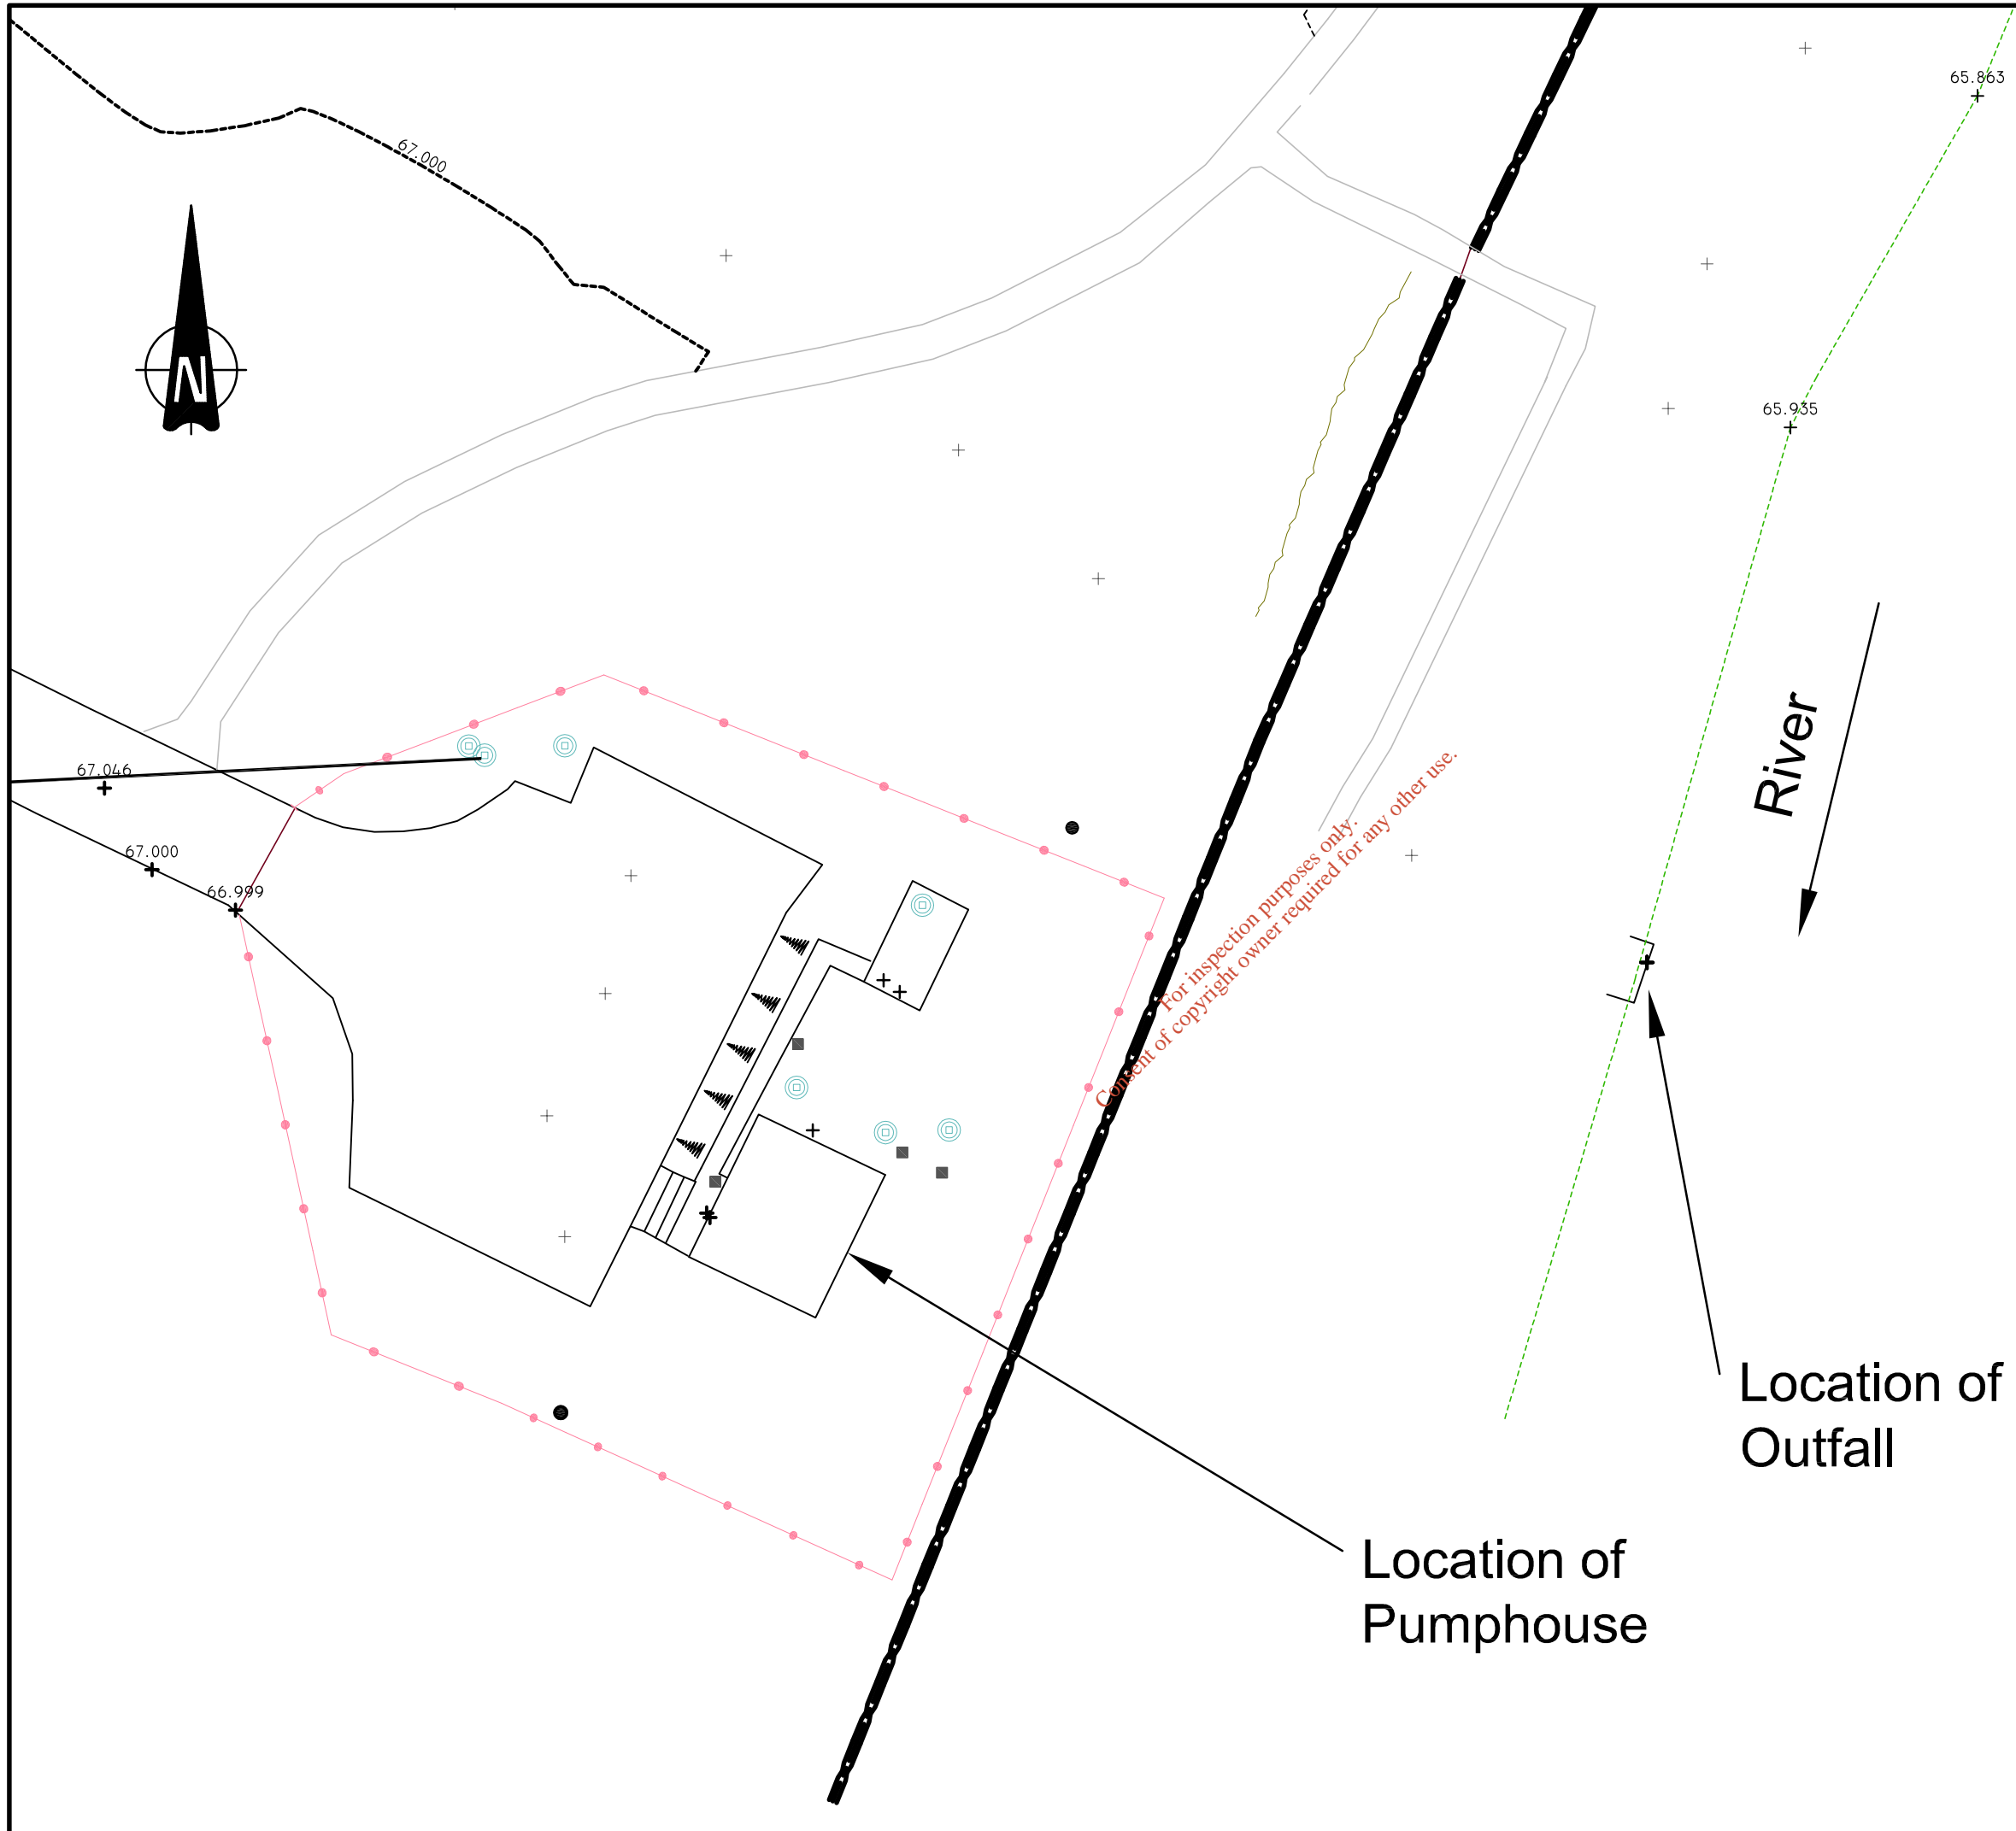 65.863
67.000
N
65.935
River
67.046
67.000
66.999
For inspection purposes only.
Consent of copyright owner required for any other use.
Location of
Outfall
Location of
Pumphouse